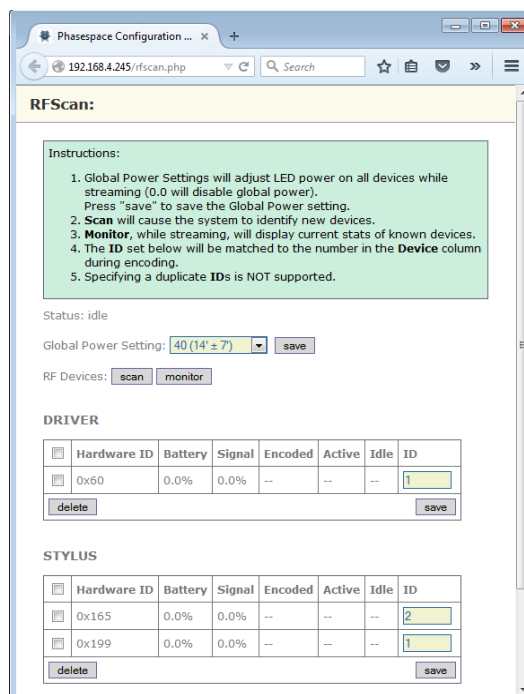 Phasespace Configuration ... × +
192.168.4.245/rfscan.php Search
RFScan:
Instructions:
1. Global Power Settings will adjust LED power on all devices while
streaming (0.0 will disable global power).
Press "save" to save the Global Power setting.
2. Scan will cause the system to identify new devices.
3. Monitor, while streaming, will display current stats of known devices.
4. The ID set below will be matched to the number in the Device column
during encoding.
5. Specifying a duplicate IDs is NOT supported.
Status: idle
Global Power Setting: 40 (14' ± 7') save
RF Devices: scan monitor
DRIVER
Hardware ID Battery Signal Encoded Active Idle ID
0x60 0.0% 0.0% -- -- -- 1
delete save
STYLUS
Hardware ID Battery Signal Encoded Active Idle ID
0x165 0.0% 0.0% -- -- -- 2
0x199 0.0% 0.0% -- -- -- 1
delete save